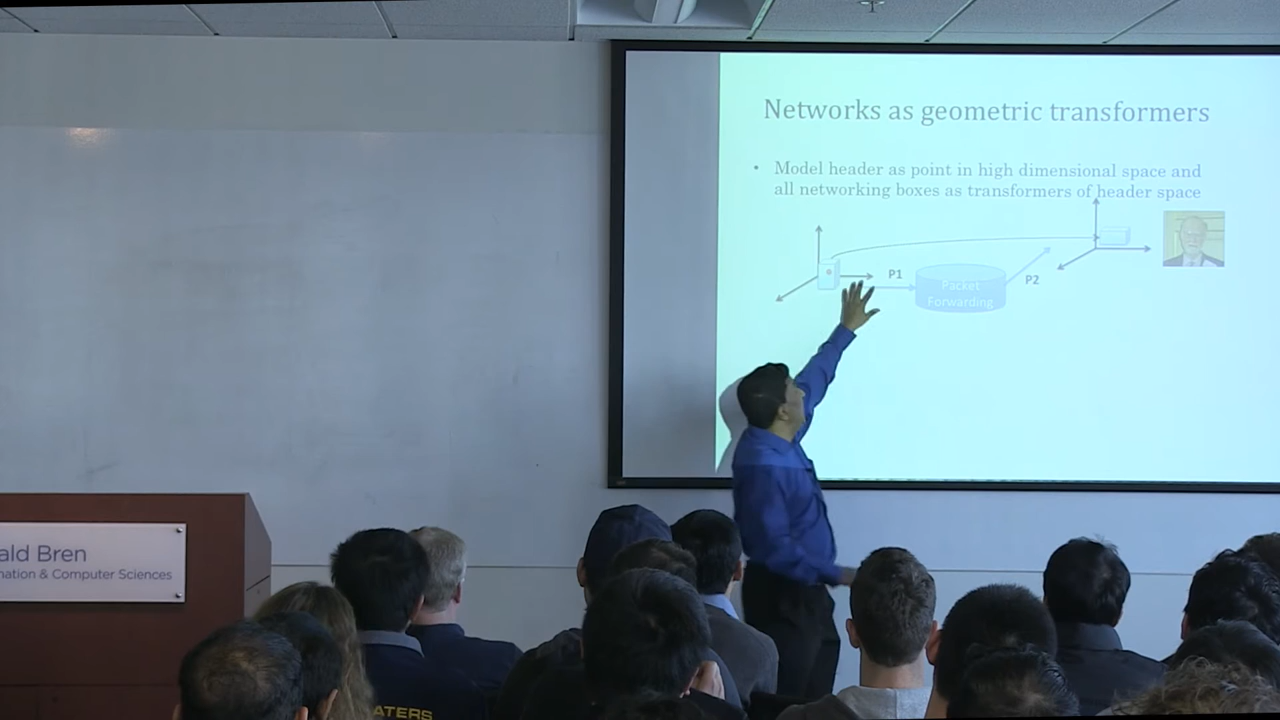 Networks as geometric transformers
• Model header as point in high dimensional space and
all networking boxes as transformers of header space
P1
Packet
Forwarding
P2
ald Bren
mation & Computer Sciences
ATERS